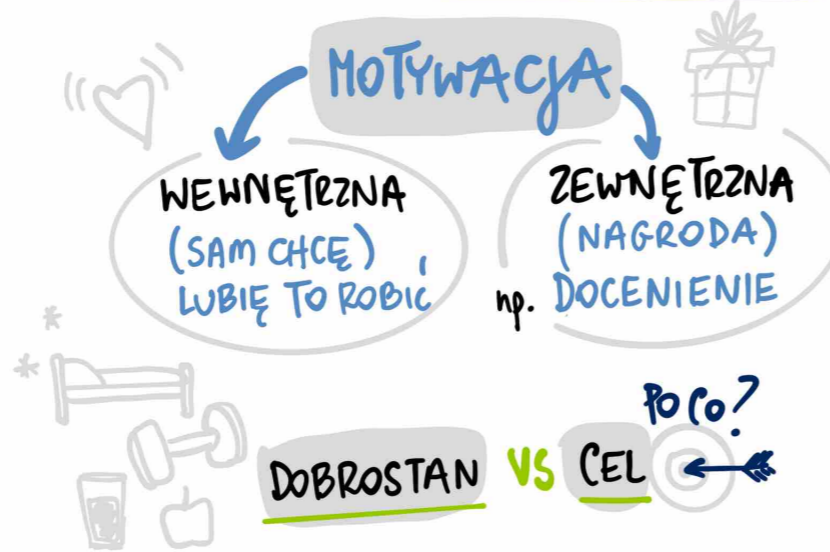 MOTYWACJA
WEWNĘTRZNA
(SAM CHCĘ)
LUBIĘ TO ROBIĆ
ZEWNĘTRZNA
(NAGRODA)
np. DOCENIENIE
PO CO?
DOBROSTAN VS CEL